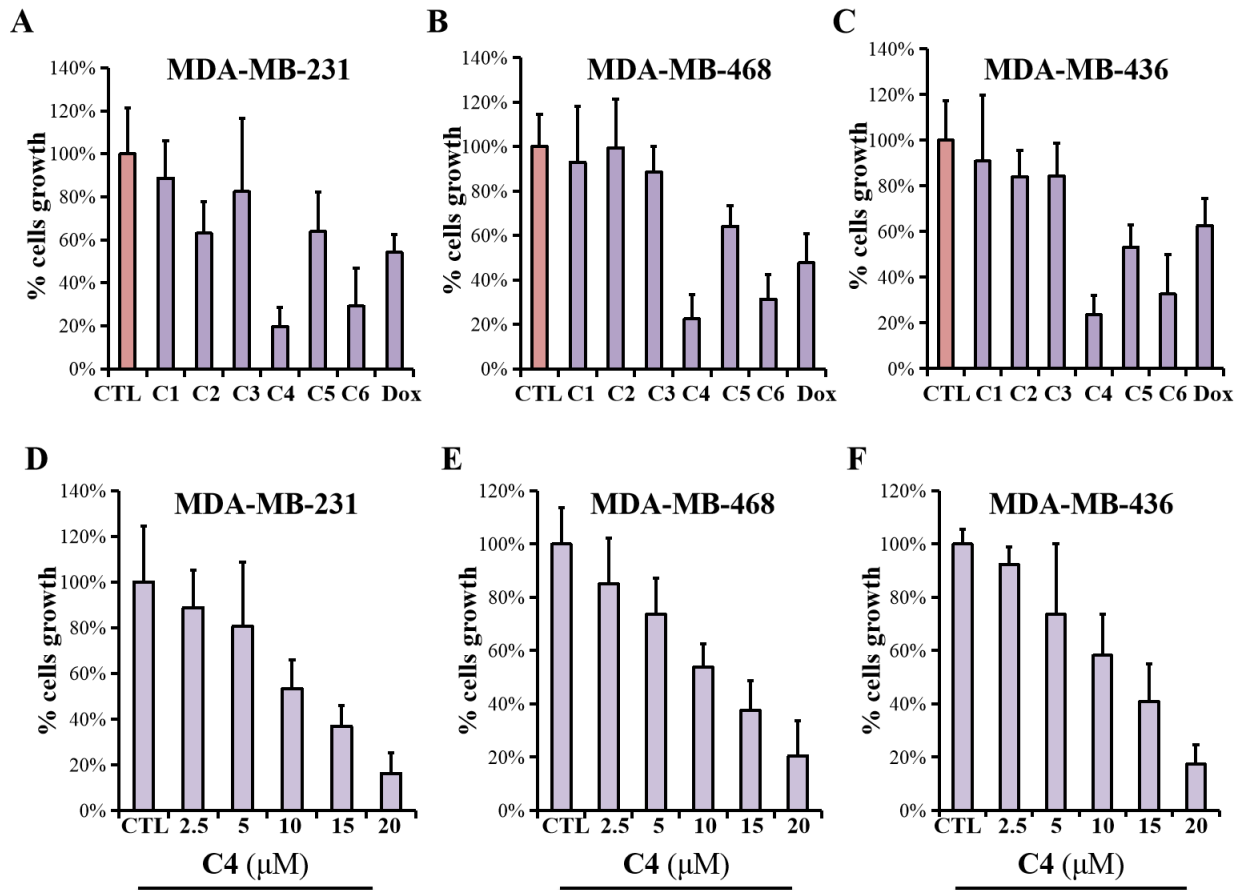 A
MDA-MB-231
% cells growth
140%
120%
100%
80%
60%
40%
20%
0%
CTL C1 C2 C3 C4 C5 C6 Dox
B
MDA-MB-468
% cells growth
140%
120%
100%
80%
60%
40%
20%
0%
CTL C1 C2 C3 C4 C5 C6 Dox
C
MDA-MB-436
% cells growth
140%
120%
100%
80%
60%
40%
20%
0%
CTL C1 C2 C3 C4 C5 C6 Dox
D
MDA-MB-231
% cells growth
140%
120%
100%
80%
60%
40%
20%
0%
CTL 2.5 5 10 15 20
C4 (μM)
E
MDA-MB-468
% cells growth
120%
100%
80%
60%
40%
20%
0%
CTL 2.5 5 10 15 20
C4 (μM)
F
MDA-MB-436
% cells growth
120%
100%
80%
60%
40%
20%
0%
CTL 2.5 5 10 15 20
C4 (μM)